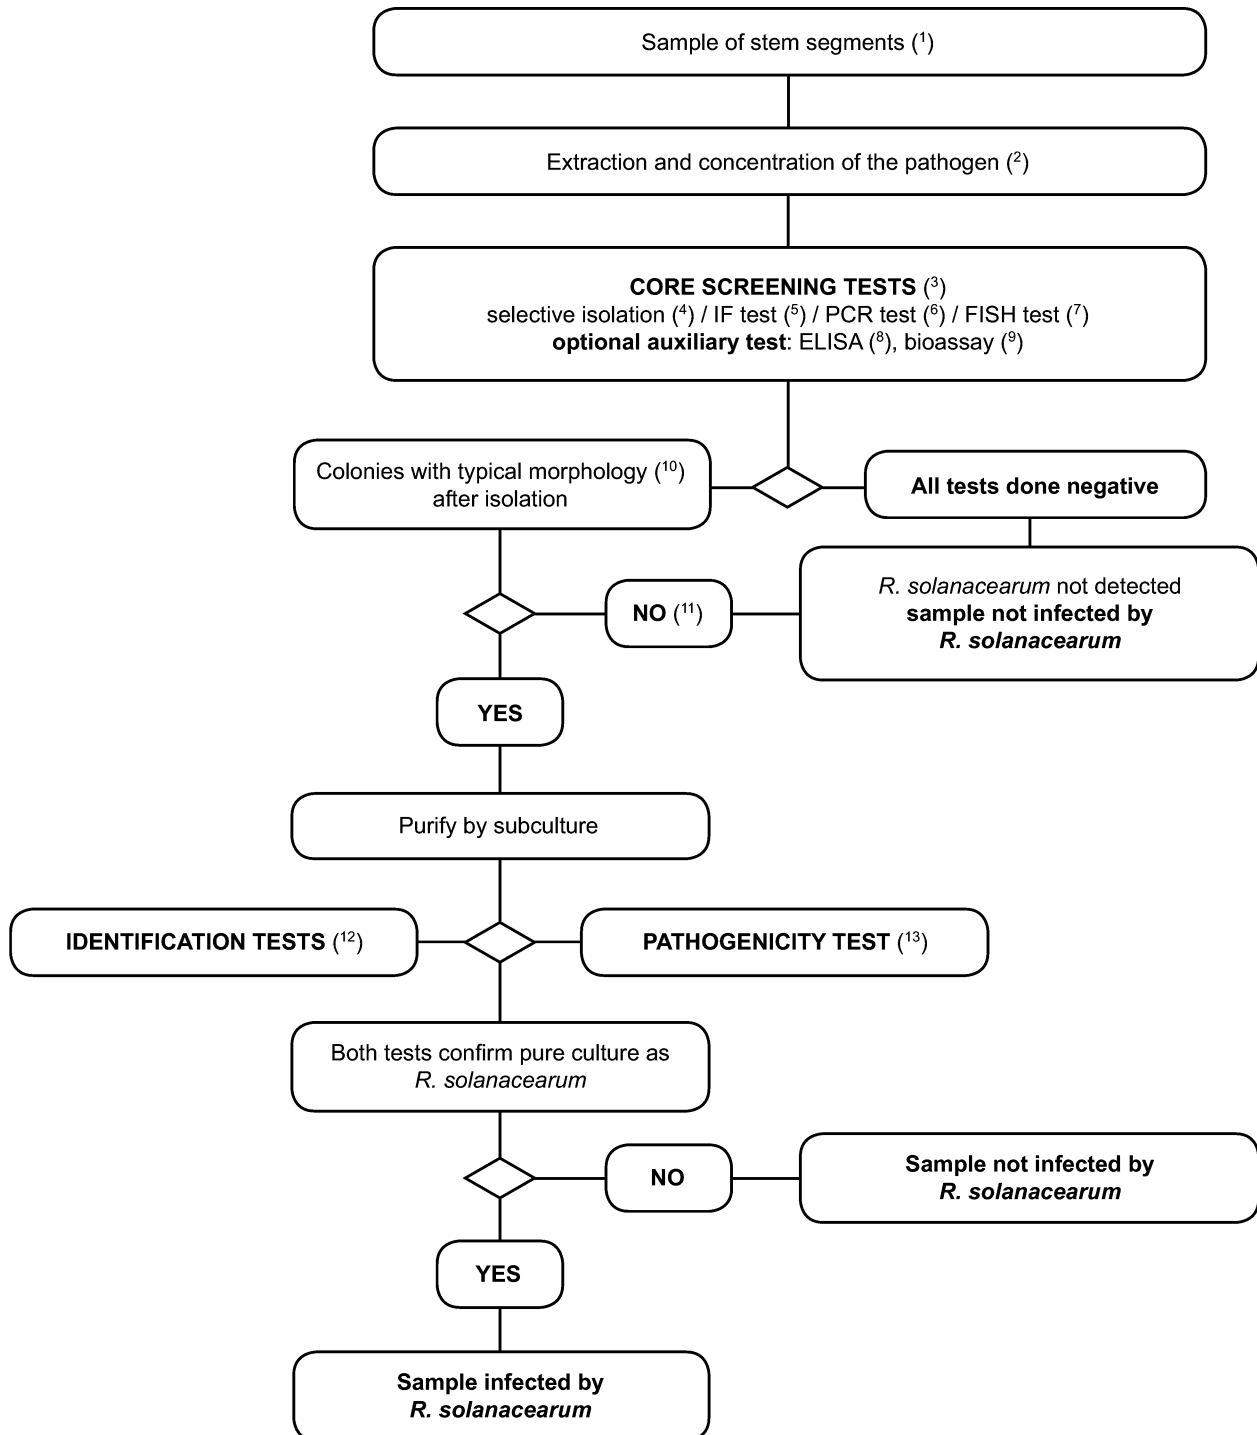 Sample of stem segments (¹)
Extraction and concentration of the pathogen (²)
CORE SCREENING TESTS (³)
selective isolation (⁴) / IF test (⁵) / PCR test (⁶) / FISH test (⁷)
optional auxiliary test: ELISA (⁸), bioassay (⁹)
Colonies with typical morphology (¹⁰)
after isolation
All tests done negative
R. solanacearum not detected
sample not infected by
R. solanacearum
NO (¹¹)
YES
Purify by subculture
IDENTIFICATION TESTS (¹²)
PATHOGENICITY TEST (¹³)
Both tests confirm pure culture as
R. solanacearum
NO
Sample not infected by
R. solanacearum
YES
Sample infected by
R. solanacearum